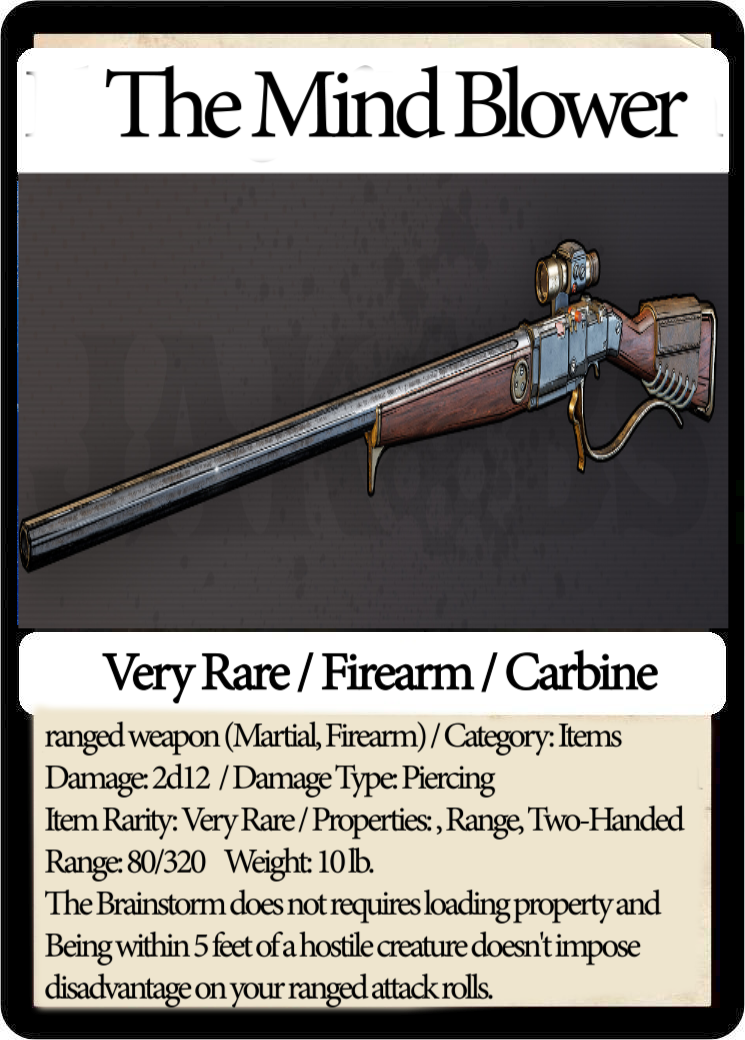 The Mind Blower
Very Rare / Firearm / Carbine
ranged weapon (Martial, Firearm) / Category: Items
Damage: 2d12 / Damage Type: Piercing
Item Rarity: Very Rare / Properties: , Range, Two-Handed
Range: 80/320 Weight: 10 lb.
The Brainstorm does not requires loading property and
Being within 5 feet of a hostile creature doesn't impose
disadvantage on your ranged attack rolls.